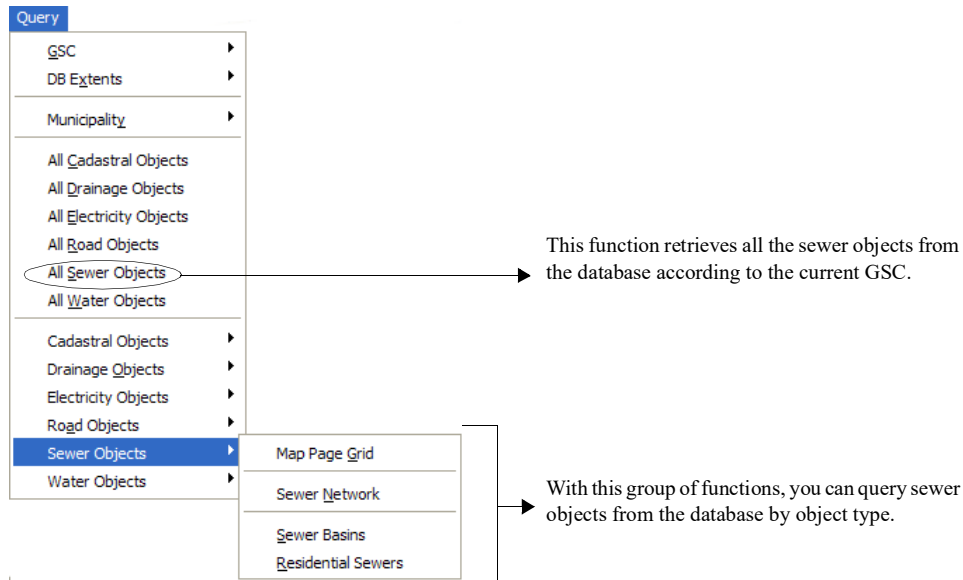 Query
GSC
DB Extents
Municipality
All Cadastral Objects
All Drainage Objects
All Electricity Objects
All Road Objects
All Sewer Objects
All Water Objects
Cadastral Objects
Drainage Objects
Electricity Objects
Road Objects
Sewer Objects
Water Objects
Map Page Grid
Sewer Network
Sewer Basins
Residential Sewers
This function retrieves all the sewer objects from
the database according to the current GSC.
With this group of functions, you can query sewer
objects from the database by object type.